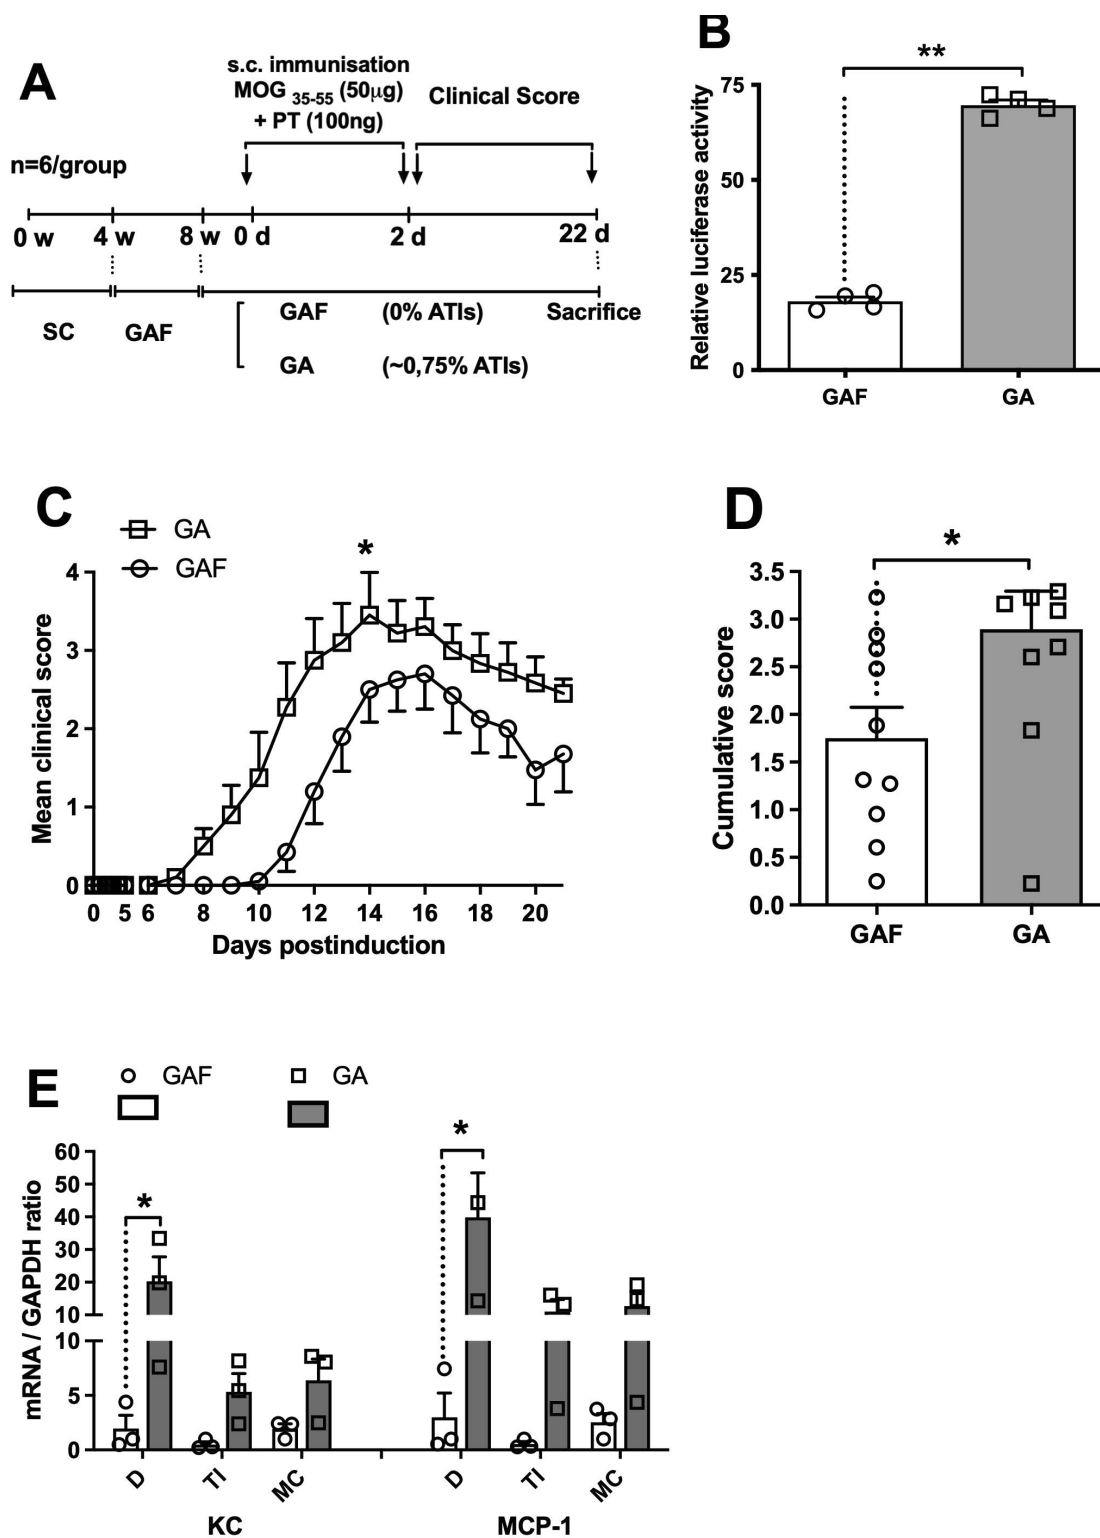 A
s.c. immunisation
MOG 35-55 (50µg)
+ PT (100ng)
Clinical Score
n=6/group
0 w 4 w 8 w 0 d 2 d 22 d
SC GAF
GAF (0% ATIs) Sacrifice
GA (~0,75% ATIs)
B
**
Relative luciferase activity
75
50
25
0
GAF GA
C
GA
GAF
*
Mean clinical score
4
3
2
1
0
0 5 6 8 10 12 14 16 18 20
Days postinduction
D
*
Cumulative score
3.5
3.0
2.5
2.0
1.5
1.0
0.5
0.0
GAF GA
E
GAF GA
*
*
mRNA / GAPDH ratio
60
50
40
30
20
10
10
5
0
D TI MC D TI MC
KC MCP-1